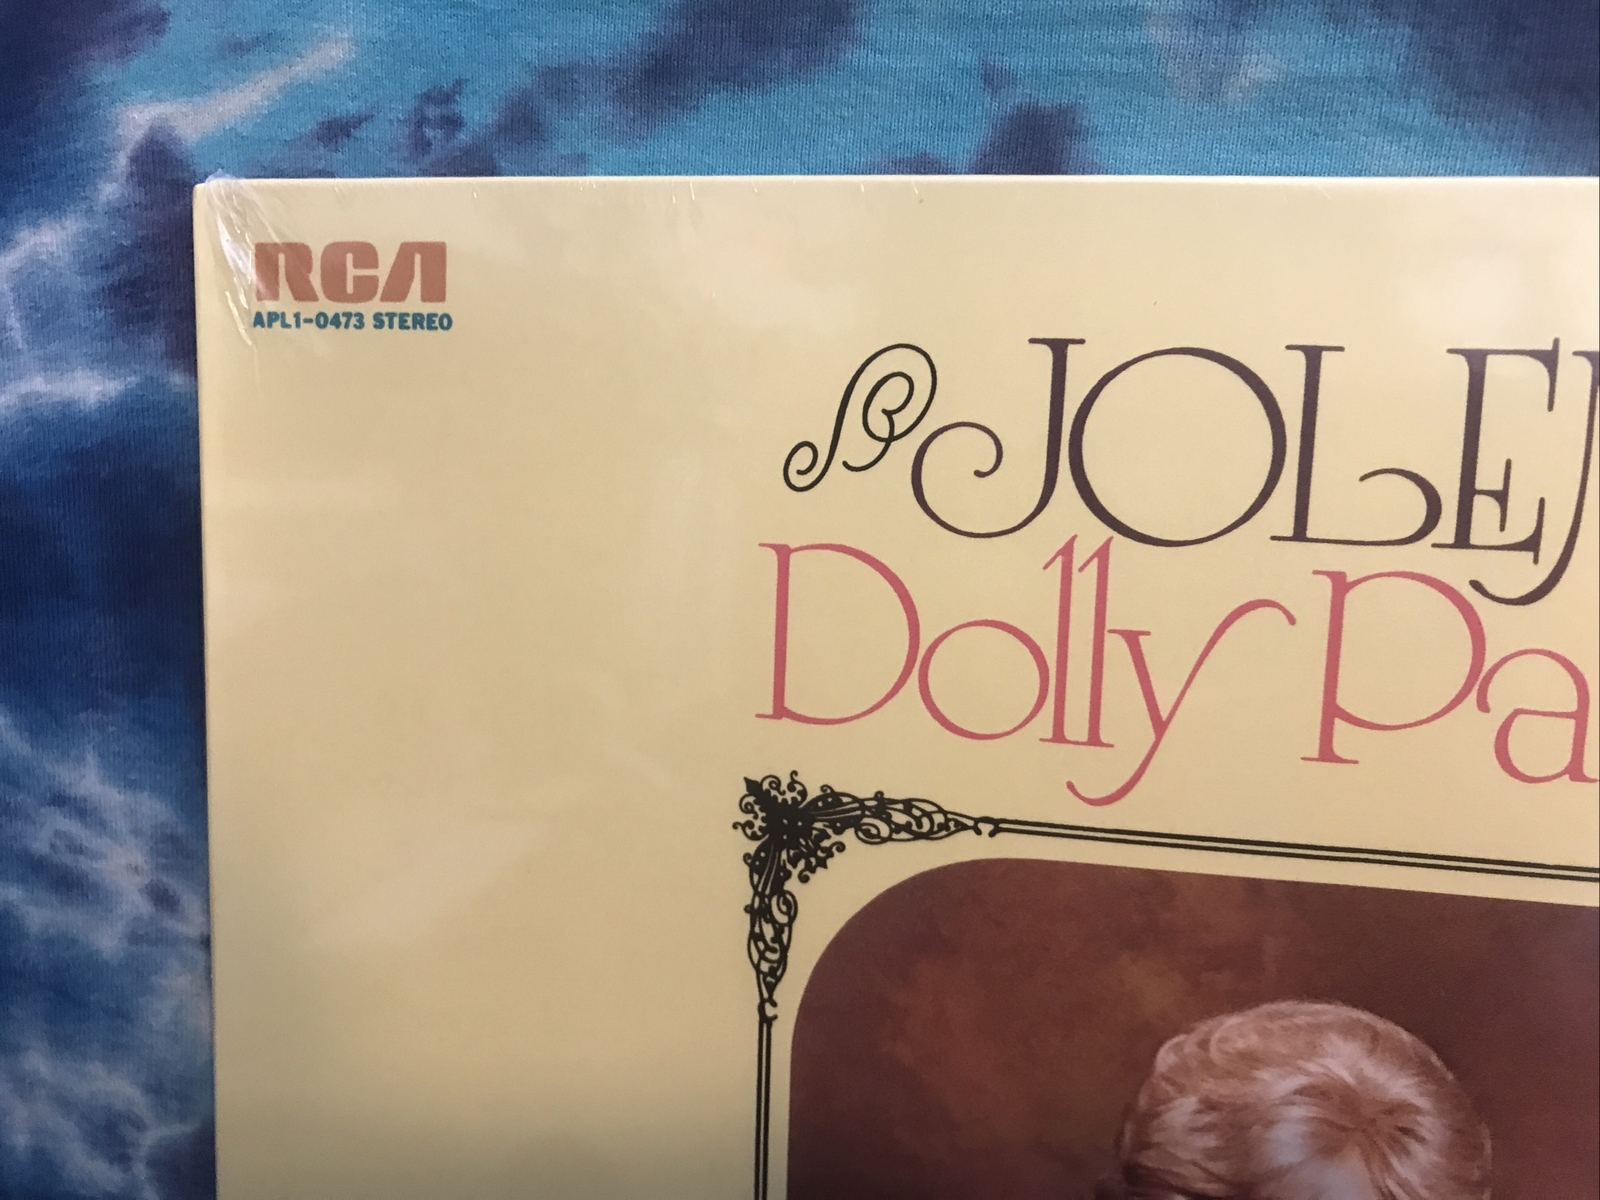 RCA
APL1-0473 STEREO
JOLE
Dolly Pa